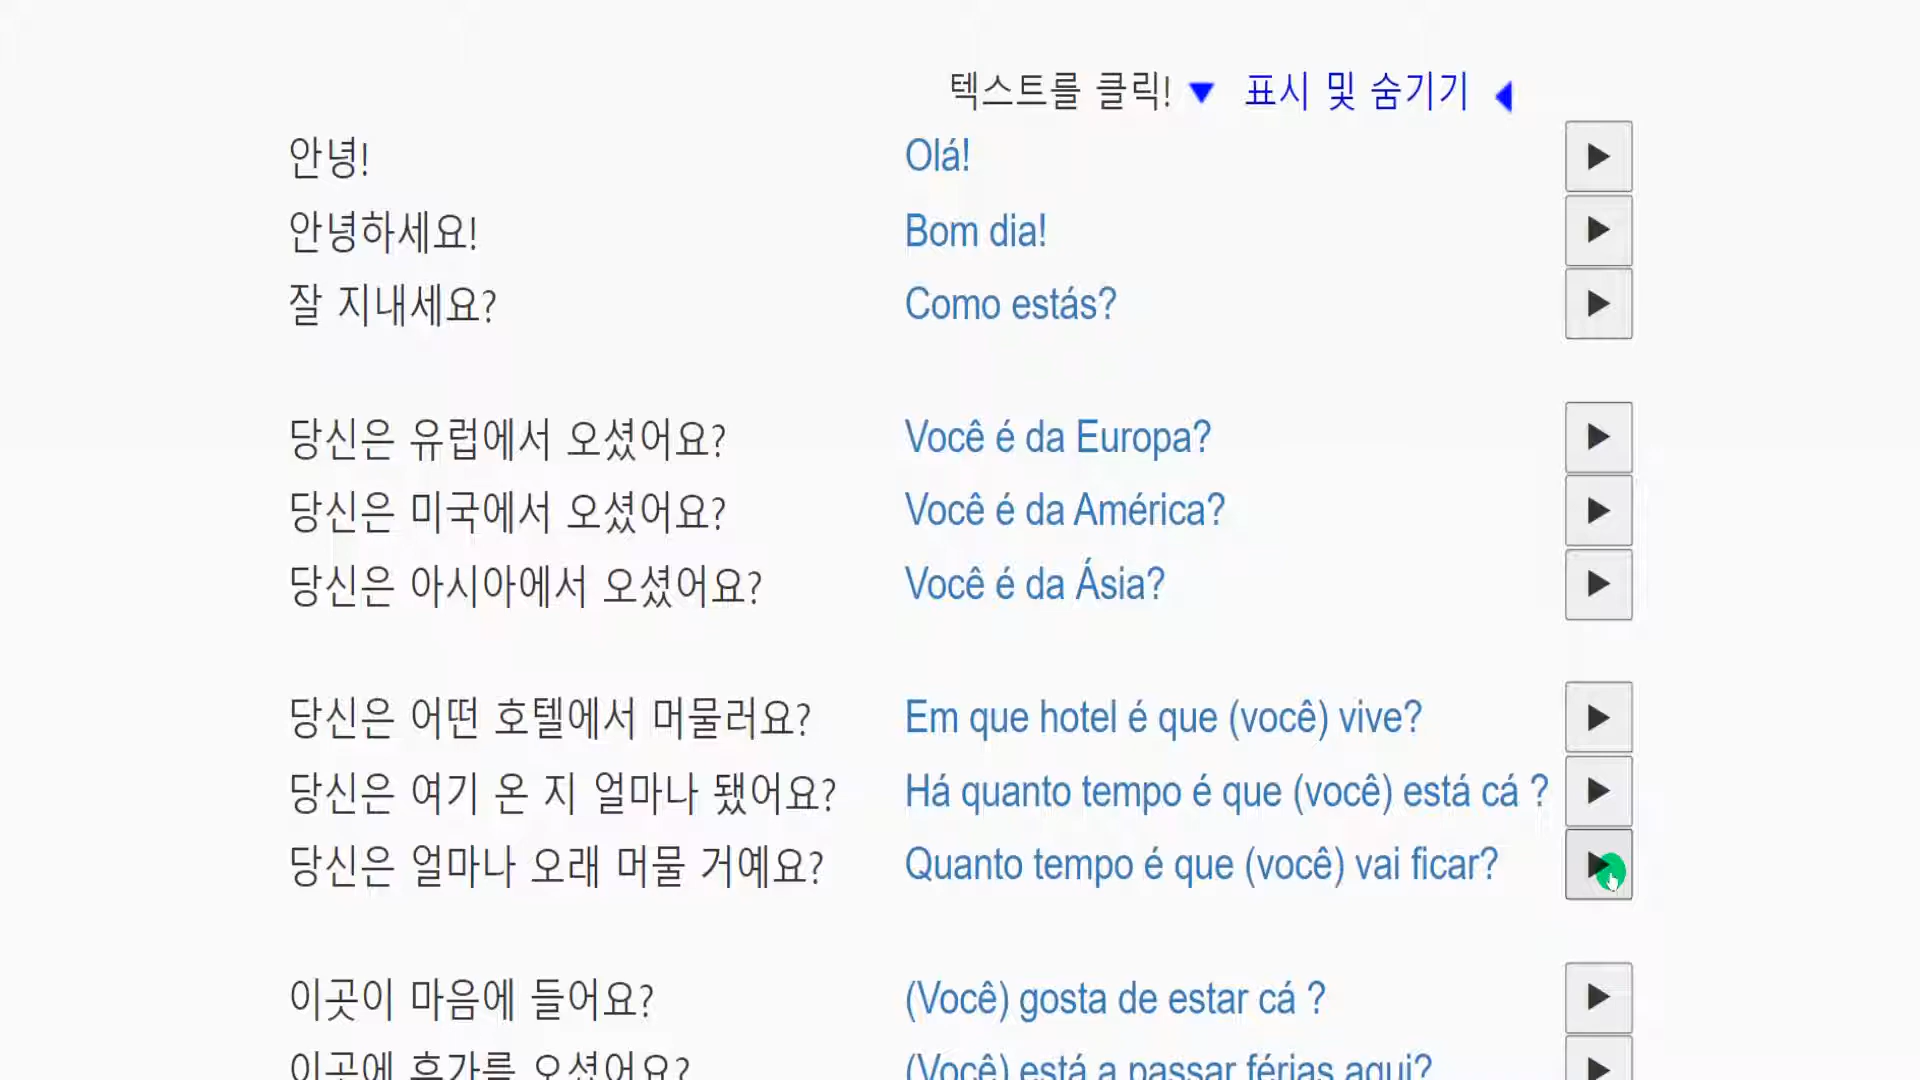 텍스트를 클릭! ▼ 표시 및 숨기기 ◀
안녕! Olá!
안녕하세요! Bom dia!
잘 지내세요? Como estás?
당신은 유럽에서 오셨어요? Você é da Europa?
당신은 미국에서 오셨어요? Você é da América?
당신은 아시아에서 오셨어요? Você é da Ásia?
당신은 어떤 호텔에서 머물러요? Em que hotel é que (você) vive?
당신은 여기 온 지 얼마나 됐어요? Há quanto tempo é que (você) está cá ?
당신은 얼마나 오래 머물 거예요? Quanto tempo é que (você) vai ficar?
이곳이 마음에 들어요? (Você) gosta de estar cá ?
이곳에 휴가를 오셨어요? (Você) está a passar férias aqui?